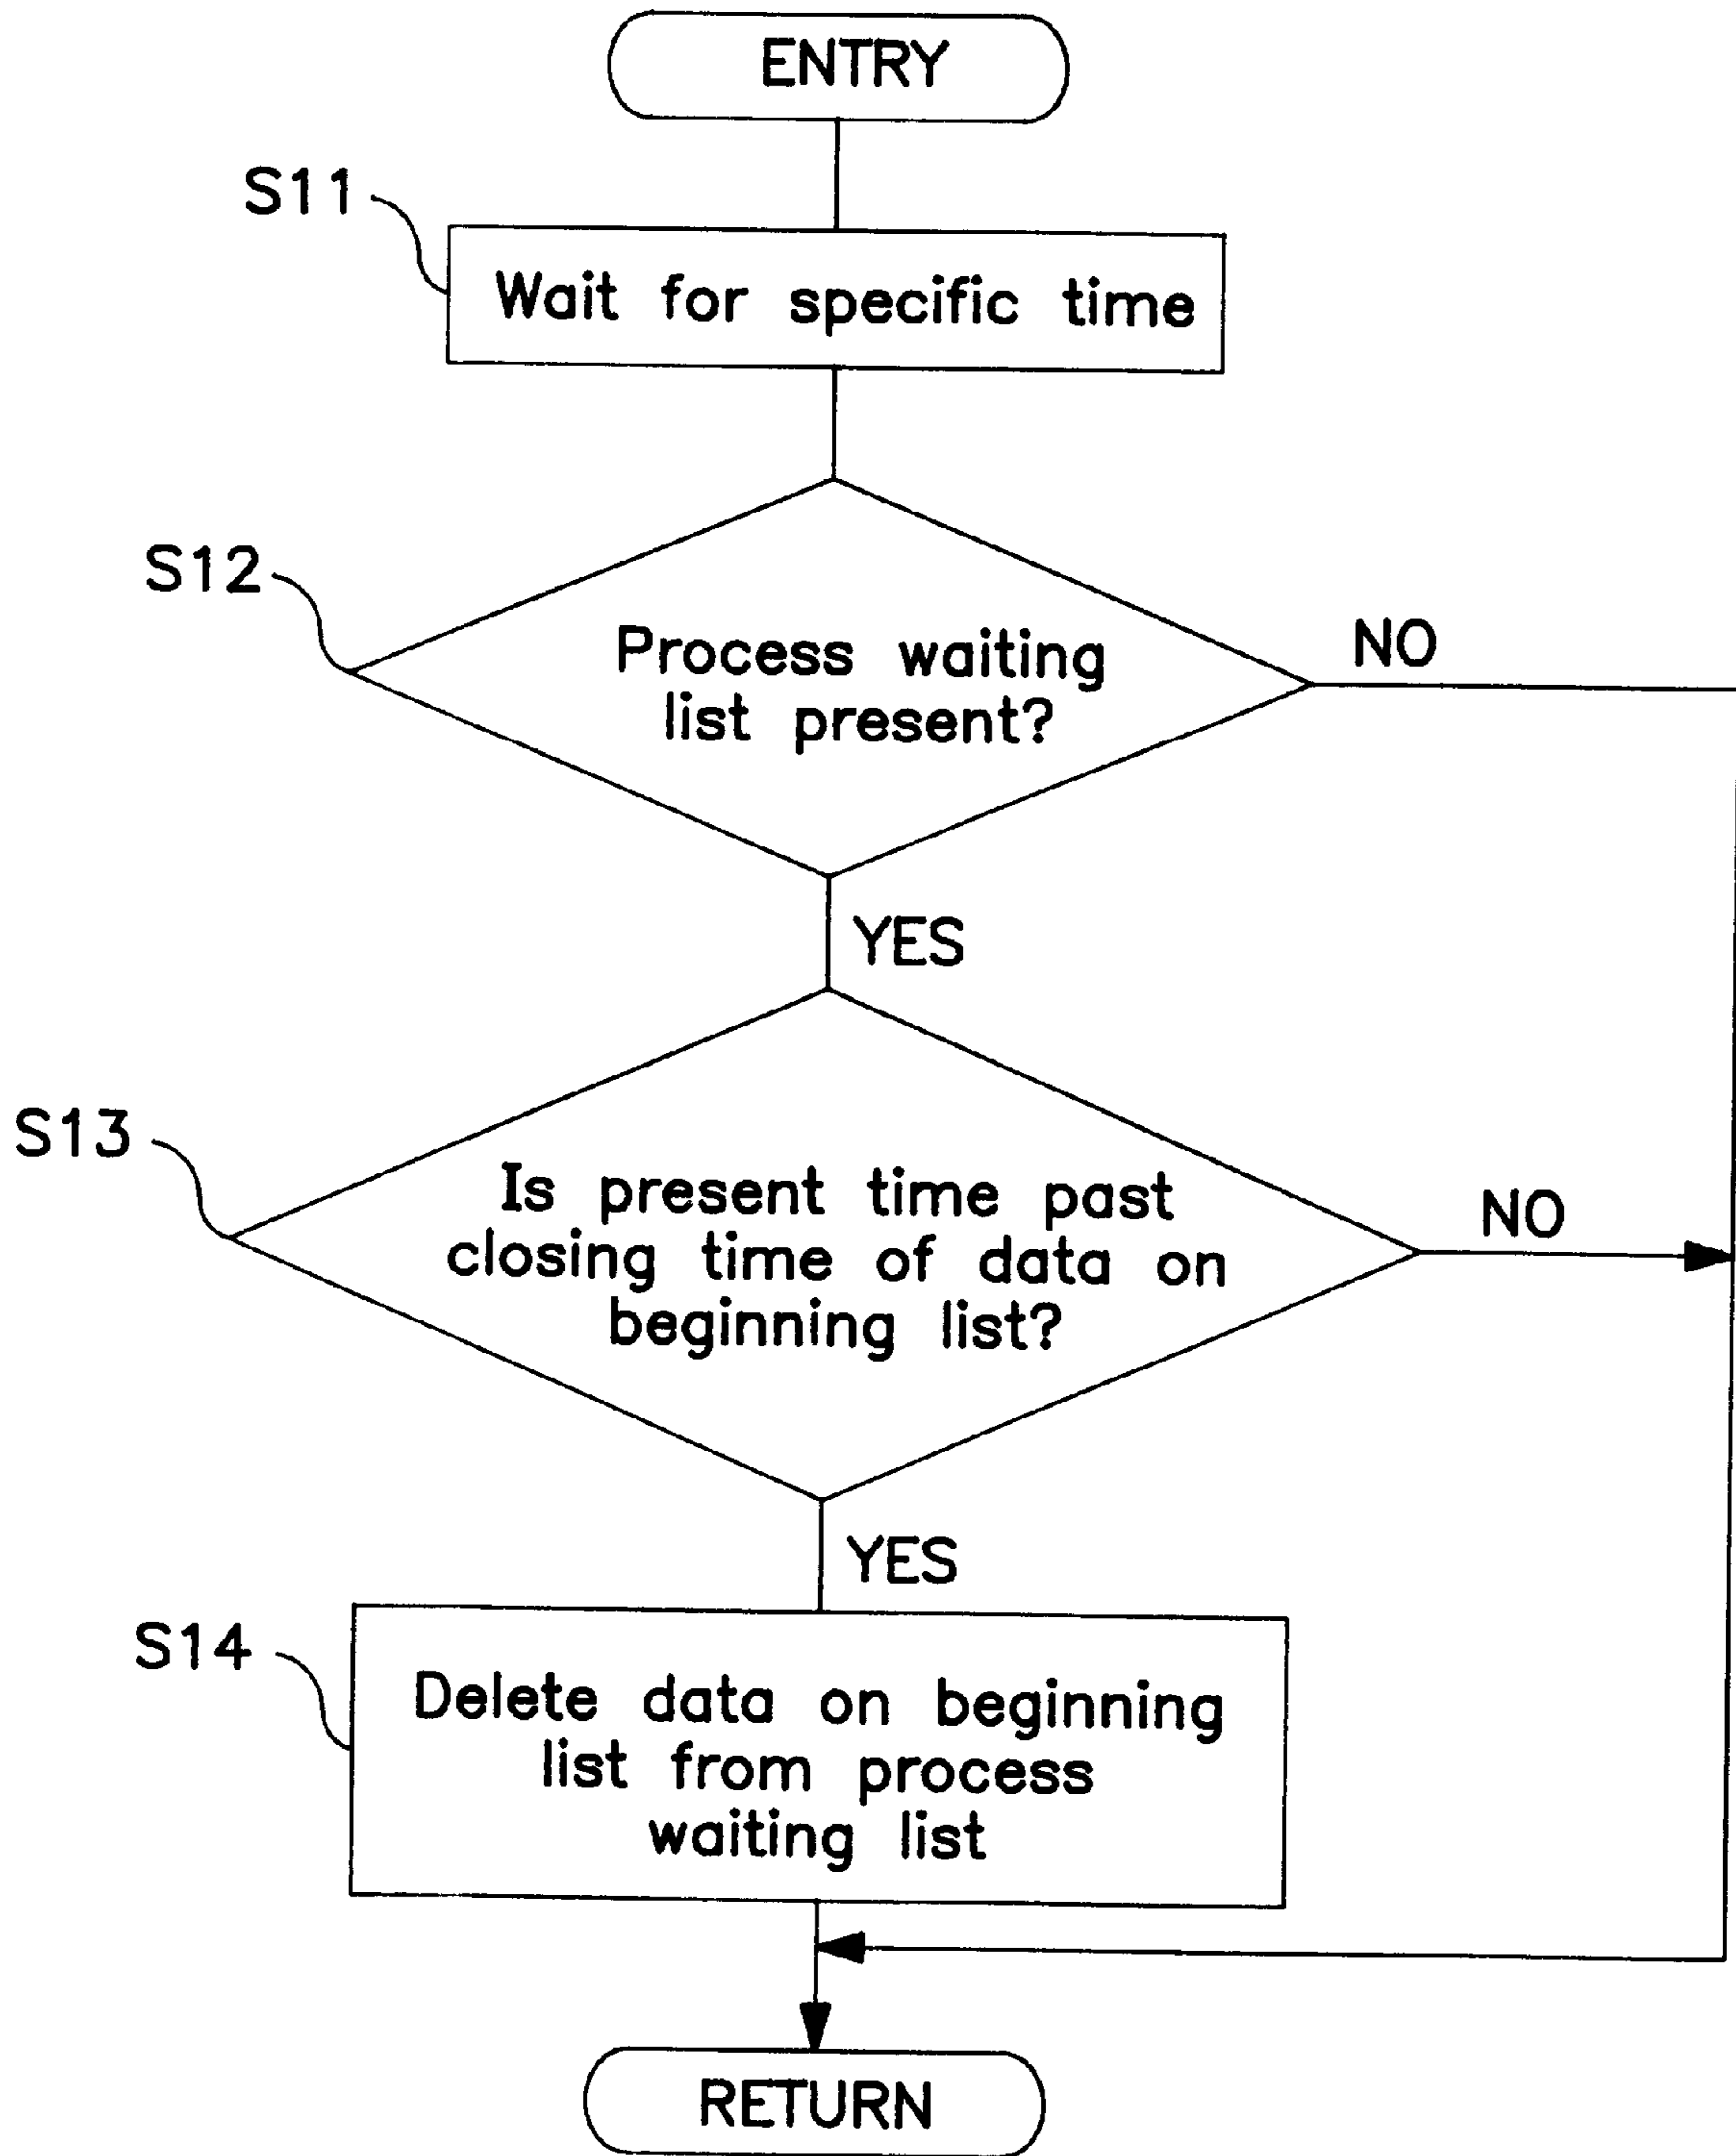 ENTRY
S11
Wait for specific time
S12
Process waiting
list present?
NO
YES
S13
Is present time past
closing time of data on
beginning list?
NO
YES
S14
Delete data on beginning
list from process
waiting list
RETURN